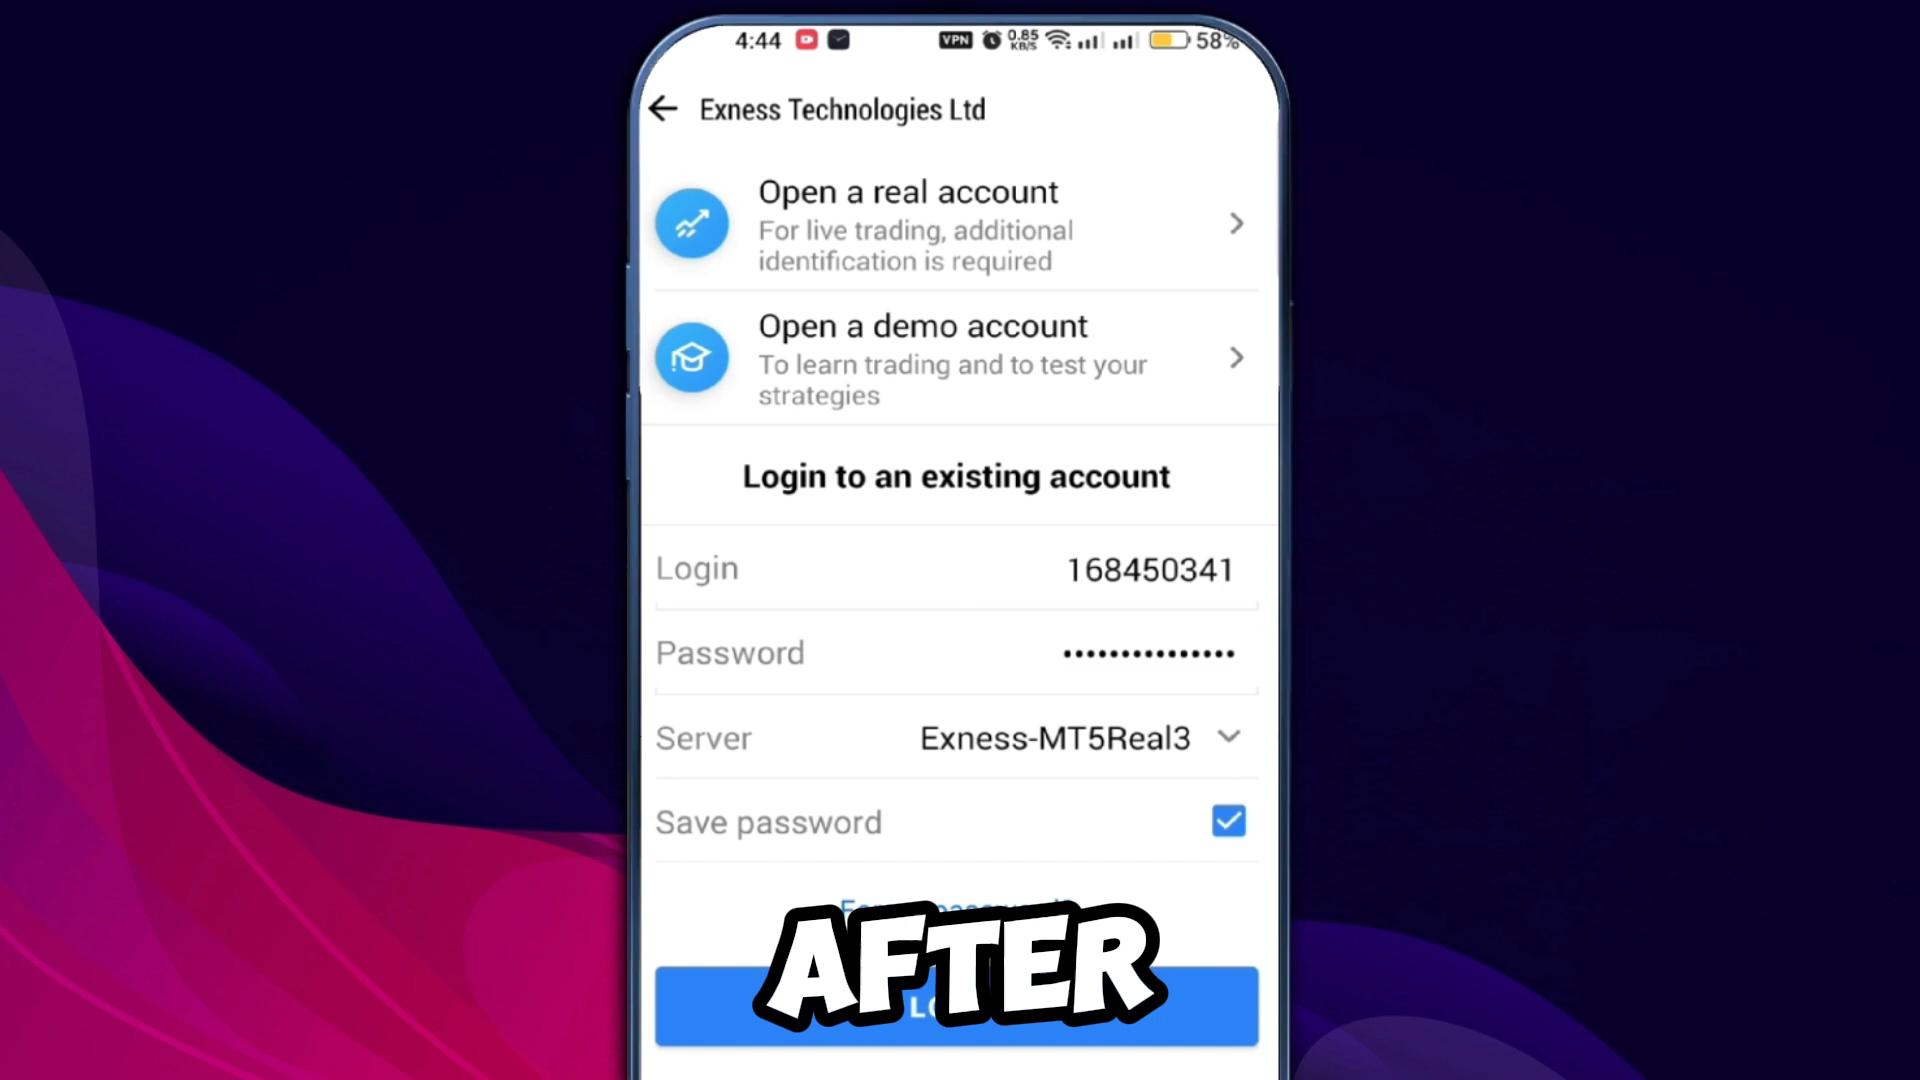 4:44 VPN 0.85 KB/S 58%
Exness Technologies Ltd
Open a real account
For live trading, additional
identification is required
Open a demo account
To learn trading and to test your
strategies
Login to an existing account
Login 168450341
Password •••••••••••••••
Server Exness-MT5Real3
Save password
AFTER